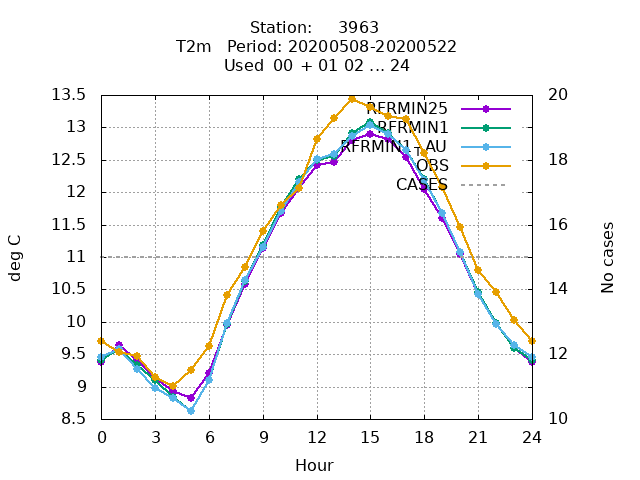 Station: 3963
T2m Period: 20200508-20200522
Used 00 + 01 02 ... 24
13.5
13
12.5
12
11.5
11
10.5
10
9.5
9
8.5
20
18
16
14
12
10
RFRMIN25
RFRMIN1
RFRMIN1_TAU
OBS
CASES
deg C
No cases
0 3 6 9 12 15 18 21 24
Hour